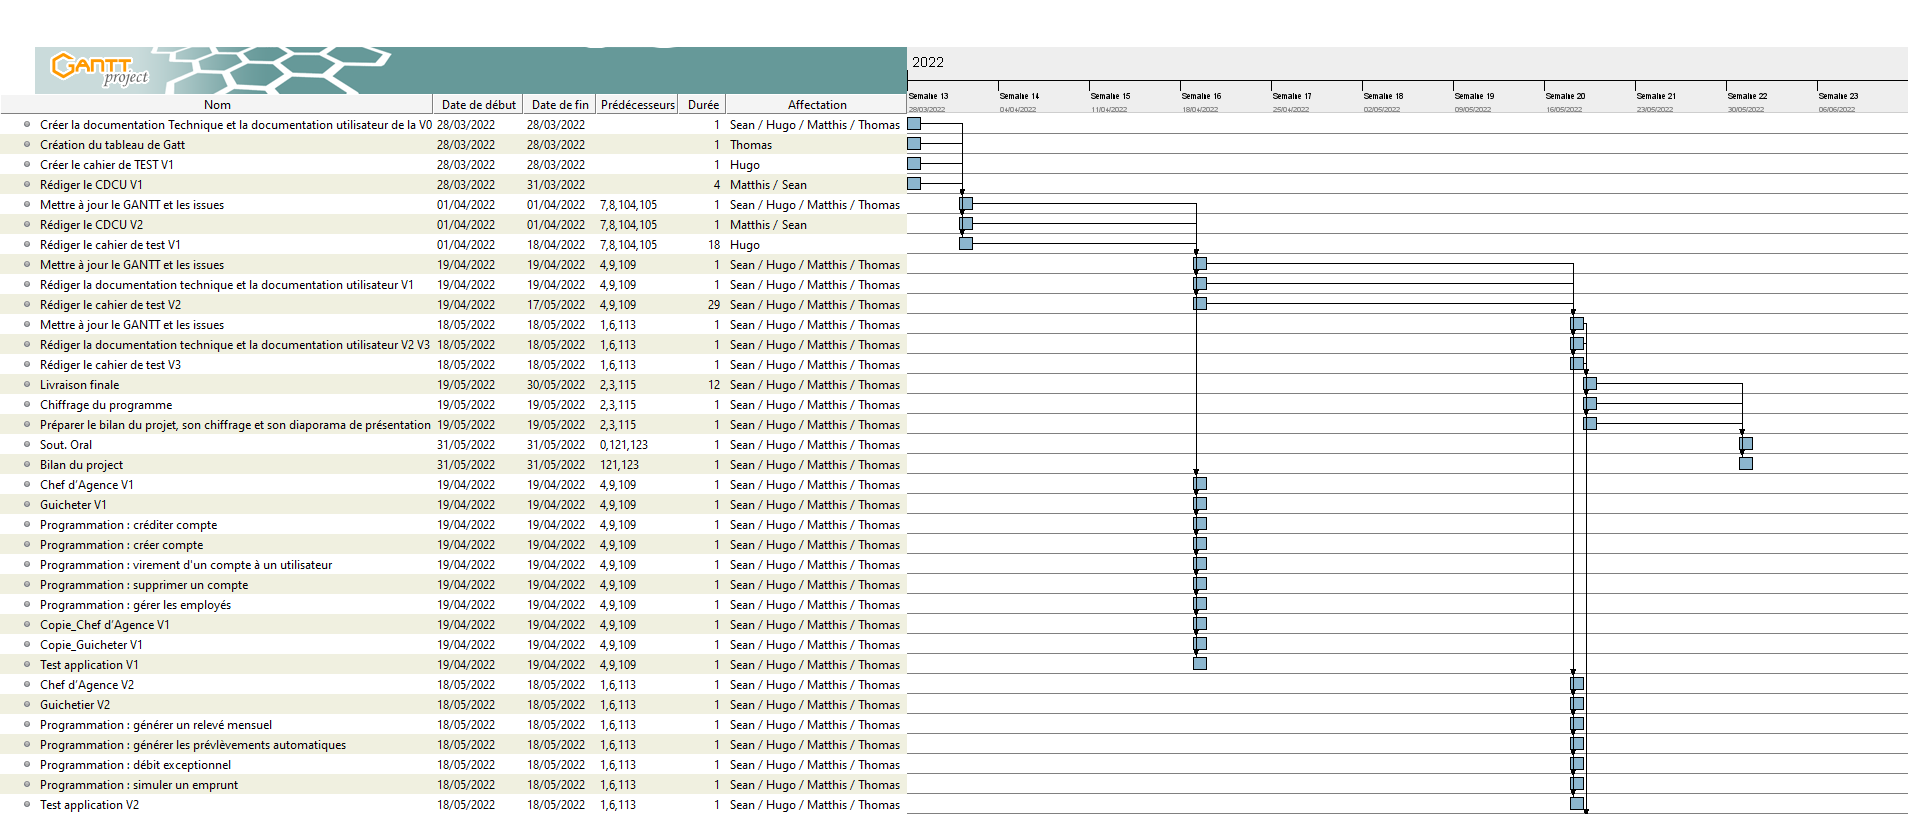 GANTT
project
2022
Semaine 13 Semaine 14 Semaine 15 Semaine 16 Semaine 17 Semaine 18 Semaine 19 Semaine 20 Semaine 21 Semaine 22 Semaine 23
28/03/2022 04/04/2022 11/04/2022 18/04/2022 25/04/2022 02/05/2022 09/05/2022 16/05/2022 23/05/2022 30/05/2022 06/06/2022
Nom Date de début Date de fin Prédécesseurs Durée Affectation
Créer la documentation Technique et la documentation utilisateur de la V0 28/03/2022 28/03/2022 1 Sean / Hugo / Matthis / Thomas
Création du tableau de Gatt 28/03/2022 28/03/2022 1 Thomas
Créer le cahier de TEST V1 28/03/2022 28/03/2022 1 Hugo
Rédiger le CDCU V1 28/03/2022 31/03/2022 4 Matthis / Sean
Mettre à jour le GANTT et les issues 01/04/2022 01/04/2022 7,8,104,105 1 Sean / Hugo / Matthis / Thomas
Rédiger le CDCU V2 01/04/2022 01/04/2022 7,8,104,105 1 Matthis / Sean
Rédiger le cahier de test V1 01/04/2022 18/04/2022 7,8,104,105 18 Hugo
Mettre à jour le GANTT et les issues 19/04/2022 19/04/2022 4,9,109 1 Sean / Hugo / Matthis / Thomas
Rédiger la documentation technique et la documentation utilisateur V1 19/04/2022 19/04/2022 4,9,109 1 Sean / Hugo / Matthis / Thomas
Rédiger le cahier de test V2 19/04/2022 17/05/2022 4,9,109 29 Sean / Hugo / Matthis / Thomas
Mettre à jour le GANTT et les issues 18/05/2022 18/05/2022 1,6,113 1 Sean / Hugo / Matthis / Thomas
Rédiger la documentation technique et la documentation utilisateur V2 V3 18/05/2022 18/05/2022 1,6,113 1 Sean / Hugo / Matthis / Thomas
Rédiger le cahier de test V3 18/05/2022 18/05/2022 1,6,113 1 Sean / Hugo / Matthis / Thomas
Livraison finale 19/05/2022 30/05/2022 2,3,115 12 Sean / Hugo / Matthis / Thomas
Chiffrage du programme 19/05/2022 19/05/2022 2,3,115 1 Sean / Hugo / Matthis / Thomas
Préparer le bilan du projet, son chiffrage et son diaporama de présentation 19/05/2022 19/05/2022 2,3,115 1 Sean / Hugo / Matthis / Thomas
Sout. Oral 31/05/2022 31/05/2022 0,121,123 1 Sean / Hugo / Matthis / Thomas
Bilan du project 31/05/2022 31/05/2022 121,123 1 Sean / Hugo / Matthis / Thomas
Chef d'Agence V1 19/04/2022 19/04/2022 4,9,109 1 Sean / Hugo / Matthis / Thomas
Guicheter V1 19/04/2022 19/04/2022 4,9,109 1 Sean / Hugo / Matthis / Thomas
Programmation : créditer compte 19/04/2022 19/04/2022 4,9,109 1 Sean / Hugo / Matthis / Thomas
Programmation : créer compte 19/04/2022 19/04/2022 4,9,109 1 Sean / Hugo / Matthis / Thomas
Programmation : virement d'un compte à un utilisateur 19/04/2022 19/04/2022 4,9,109 1 Sean / Hugo / Matthis / Thomas
Programmation : supprimer un compte 19/04/2022 19/04/2022 4,9,109 1 Sean / Hugo / Matthis / Thomas
Programmation : gérer les employés 19/04/2022 19/04/2022 4,9,109 1 Sean / Hugo / Matthis / Thomas
Copie_Chef d'Agence V1 19/04/2022 19/04/2022 4,9,109 1 Sean / Hugo / Matthis / Thomas
Copie_Guicheter V1 19/04/2022 19/04/2022 4,9,109 1 Sean / Hugo / Matthis / Thomas
Test application V1 19/04/2022 19/04/2022 4,9,109 1 Sean / Hugo / Matthis / Thomas
Chef d'Agence V2 18/05/2022 18/05/2022 1,6,113 1 Sean / Hugo / Matthis / Thomas
Guichetier V2 18/05/2022 18/05/2022 1,6,113 1 Sean / Hugo / Matthis / Thomas
Programmation : générer un relevé mensuel 18/05/2022 18/05/2022 1,6,113 1 Sean / Hugo / Matthis / Thomas
Programmation : générer les prévlèvements automatiques 18/05/2022 18/05/2022 1,6,113 1 Sean / Hugo / Matthis / Thomas
Programmation : débit exceptionnel 18/05/2022 18/05/2022 1,6,113 1 Sean / Hugo / Matthis / Thomas
Programmation : simuler un emprunt 18/05/2022 18/05/2022 1,6,113 1 Sean / Hugo / Matthis / Thomas
Test application V2 18/05/2022 18/05/2022 1,6,113 1 Sean / Hugo / Matthis / Thomas